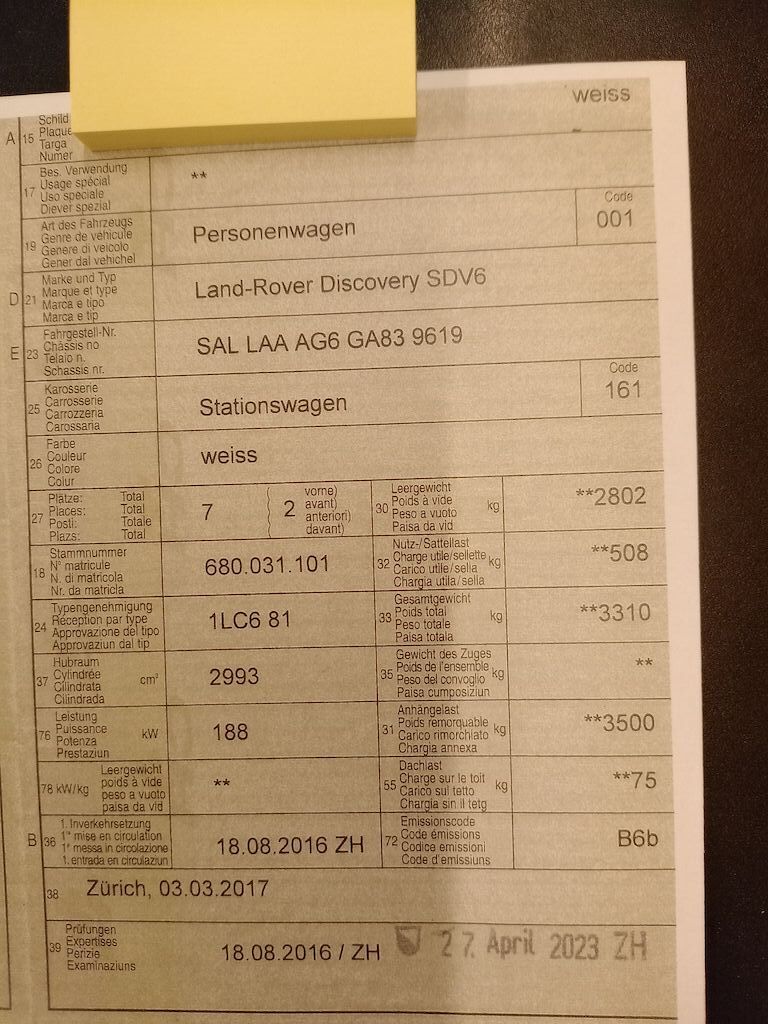 weiss
A 15 Schild
Plaque
Targa
Numer
17 Bes. Verwendung
Usage spécial
Uso speciale
Diever spezial
**
19 Art des Fahrzeugs
Genre de véhicule
Genere di veicolo
Gener dal vehichel
Personenwagen
Code
001
D 21 Marke und Typ
Marque et type
Marca e tipo
Marca e tip
Land-Rover Discovery SDV6
E 23 Fahrgestell-Nr.
Châssis no
Telaio n.
Schassis nr.
SAL LAA AG6 GA83 9619
25 Karosserie
Carrosserie
Carrozzeria
Carossaria
Stationswagen
Code
161
26 Farbe
Couleur
Colore
Colur
weiss
27 Plätze: Total
Places: Total
Posti: Totale
Plazs: Total
7
( 2 vorne)
( avant)
( anteriori)
( davant)
30 Leergewicht
Poids à vide
Peso a vuoto
Paisa da vid
kg
**2802
18 Stammnummer
N° matricule
N. di matricola
Nr. da matricla
680.031.101
32 Nutz-/Sattellast
Charge utile/sellette
Carico utile/sella
Chargia utila/sella
kg
**508
24 Typengenehmigung
Réception par type
Approvazione del tipo
Approvaziun dal tip
1LC6 81
33 Gesamtgewicht
Poids total
Peso totale
Paisa totala
kg
**3310
37 Hubraum
Cylindrée
Cilindrata
Cilindrada
cm³
2993
35 Gewicht des Zuges
Poids de l'ensemble
Peso del convoglio
Paisa cumposiziun
kg
**
76 Leistung
Puissance
Potenza
Prestaziun
kW
188
31 Anhängelast
Poids remorquable
Carico rimorchiato
Chargia annexa
kg
**3500
78 kW/kg Leergewicht
poids à vide
peso a vuoto
paisa da vid
**
55 Dachlast
Charge sur le toit
Carico sul tetto
Chargia sin il tetg
kg
**75
B 36 1. Inverkehrsetzung
1re mise en circulation
1a messa in circolazione
1. entrada en circulaziun
18.08.2016 ZH
72 Emissionscode
Code émissions
Codice emissioni
Code d'emissiuns
B6b
38 Zürich, 03.03.2017
39 Prüfungen
Expertises
Perizie
Examinaziuns
18.08.2016 / ZH
27. April 2023 ZH